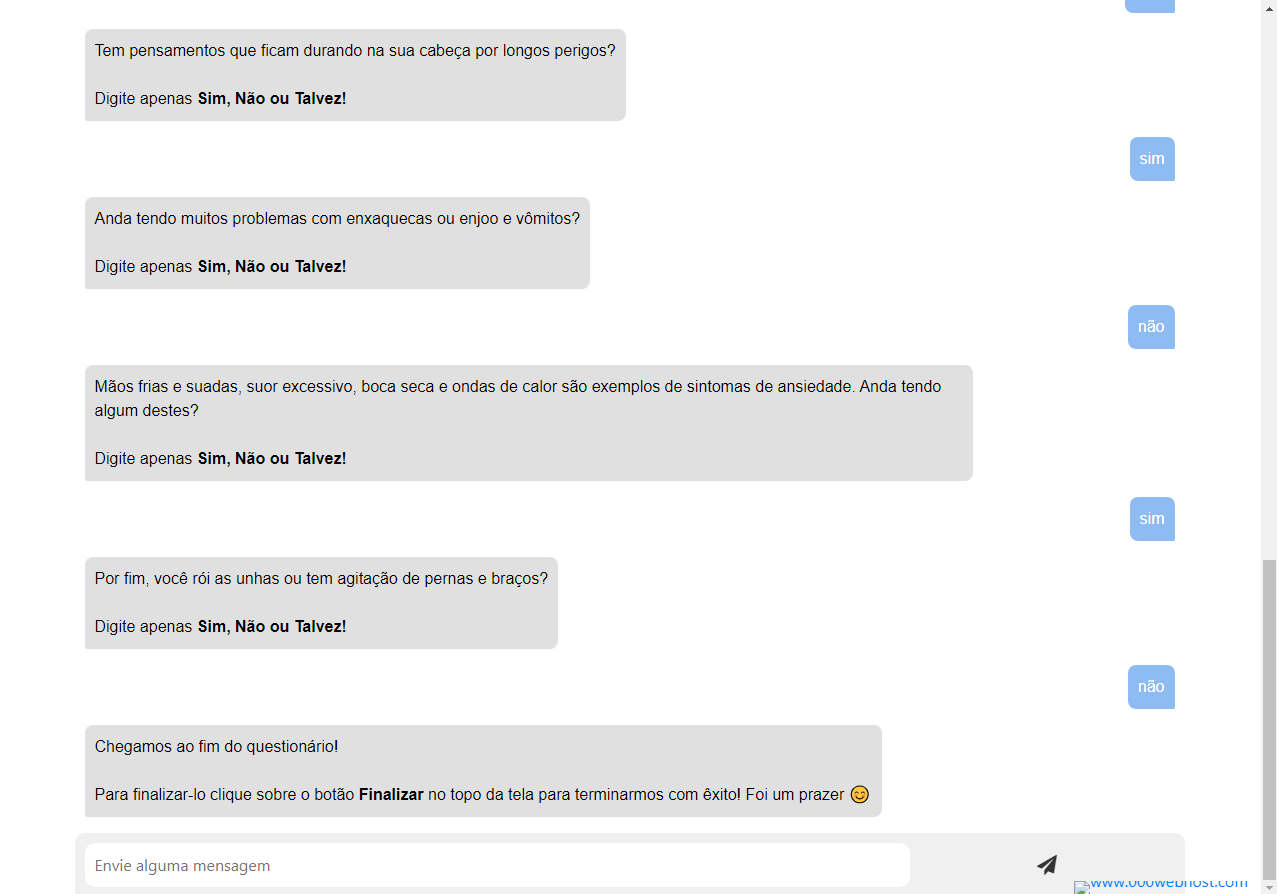 Tem pensamentos que ficam durando na sua cabeça por longos perigos?
Digite apenas Sim, Não ou Talvez!
sim
Anda tendo muitos problemas com enxaquecas ou enjoo e vômitos?
Digite apenas Sim, Não ou Talvez!
não
Mãos frias e suadas, suor excessivo, boca seca e ondas de calor são exemplos de sintomas de ansiedade. Anda tendo
algum destes?
Digite apenas Sim, Não ou Talvez!
sim
Por fim, você rói as unhas ou tem agitação de pernas e braços?
Digite apenas Sim, Não ou Talvez!
não
Chegamos ao fim do questionário!
Para finalizar-lo clique sobre o botão Finalizar no topo da tela para terminarmos com êxito! Foi um prazer 😊
Envie alguma mensagem
www.000webhost.com